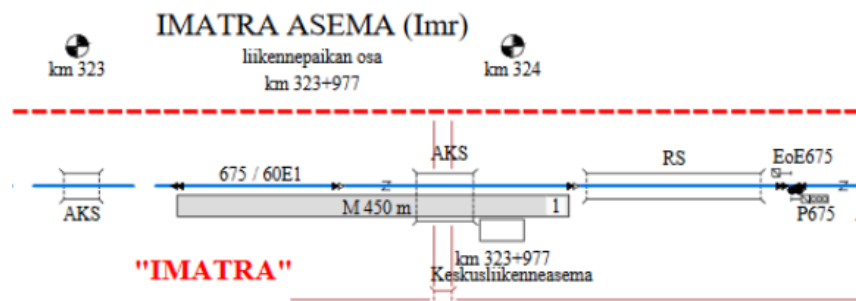 IMATRA ASEMA (Imr)
liikennepaikan osa
km 323+977
km 323
km 324
AKS
675 / 60E1
AKS
RS
EoE675
M 450 m
1
P675
km 323+977
Keskusliikenneasema
"IMATRA"